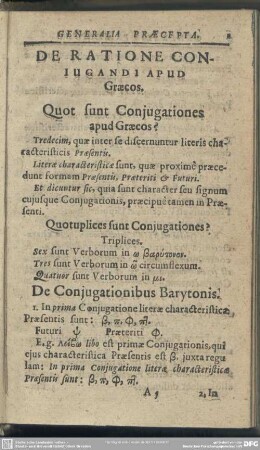 GENERALIA PRÆCEPTA.
DE RATIONE CON-
JUGANDI APUD
Græcos.
Quot sunt Conjugationes
apud Græcos?
Tredecim, quæ inter se discernuntur literis cha-
racteristicis Præsentis.
Literæ characteristicæ sunt, quæ proximè præce-
dunt formam Præsentis, Præteriti & Futuri.
Et dicuntur sic, quia sunt character seu signum
cujusque Conjugationis, præcipuè tamen in Præ-
senti.
Quotuplices sunt Conjugationes?
Triplices.
Sex sunt Verborum in ω βαρύτονοι.
Tres sunt Verborum in ῶ circumflexum.
Quatuor sunt Verborum in μι.
De Conjugationibus Barytonis.
1. In prima Conjugatione literæ characteristicæ
Præsentis sunt: β, π, φ, πτ.
Futuri ψ Præteriti φ.
E. g. λείβω libo est primæ Conjugationis, qui
ejus characteristica Præsentis est β. juxta regu
lam: In prima Conjugatione literæ characteristicæ
Præsentis sunt: β, π, φ, πτ.
A 5 2. In